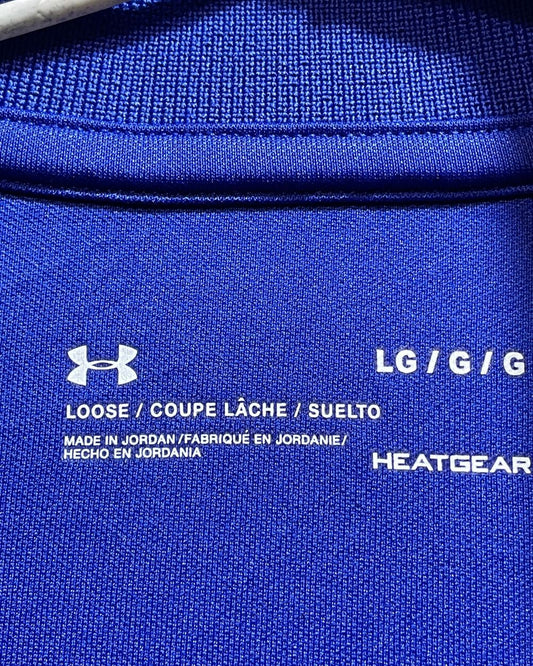 LG / G / G
LOOSE / COUPE LÂCHE / SUELTO
MADE IN JORDAN / FABRIQUÉ EN JORDANIE /
HECHO EN JORDANIA
HEATGEAR